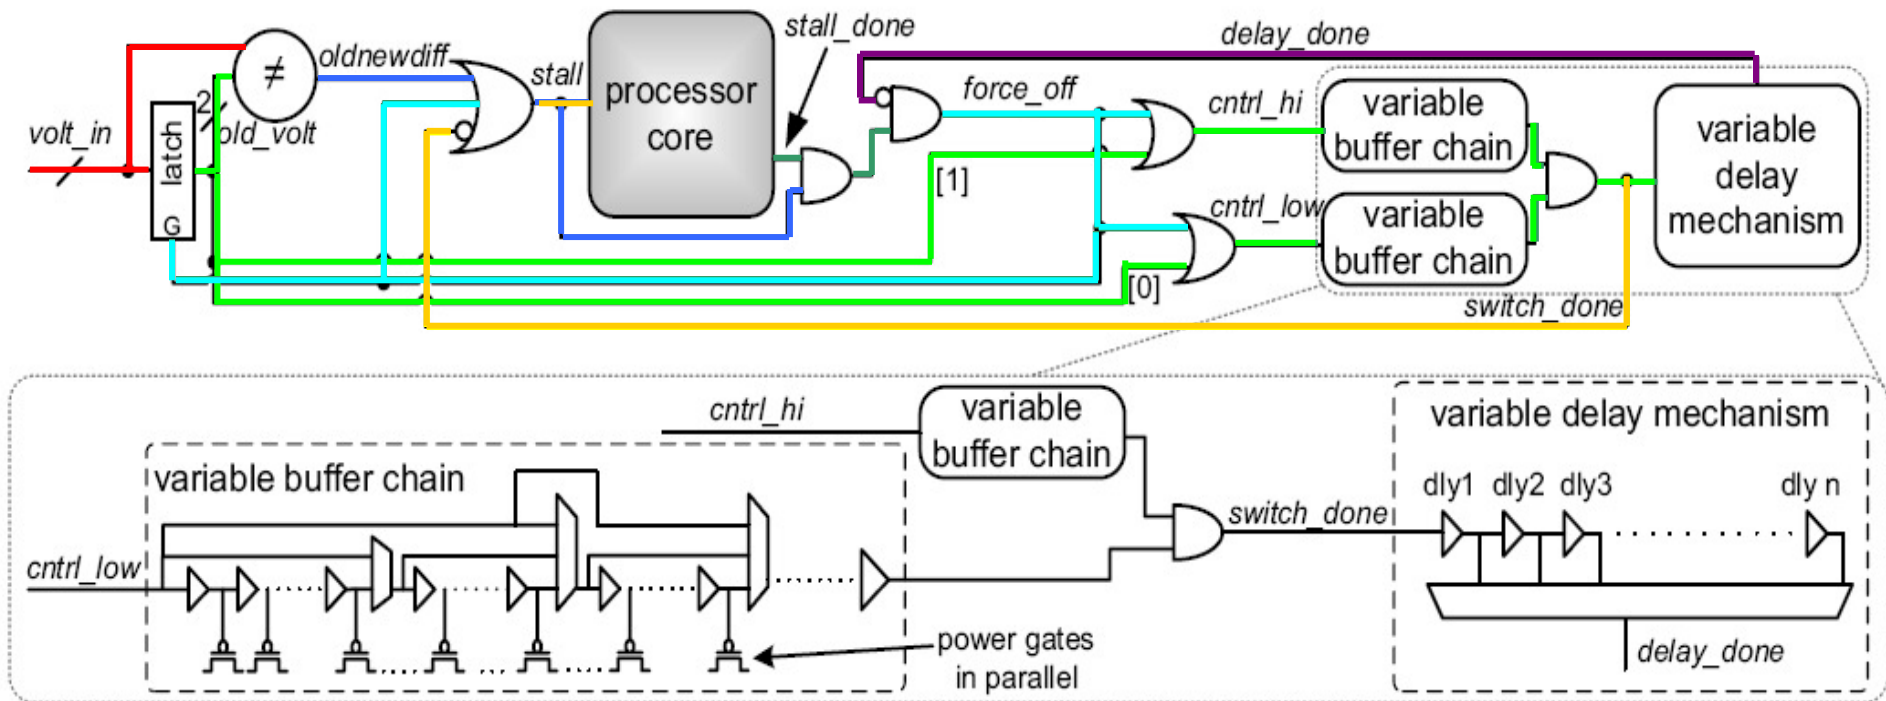 volt_in
latch
G
2
old_volt
≠
oldnewdiff
stall
processor
core
stall_done
delay_done
force_off
[1]
[0]
cntrl_hi
cntrl_low
variable
buffer chain
variable
buffer chain
variable
delay
mechanism
switch_done
cntrl_hi
variable
buffer chain
variable buffer chain
cntrl_low
power gates
in parallel
switch_done
variable delay mechanism
dly1 dly2 dly3 dly n
delay_done